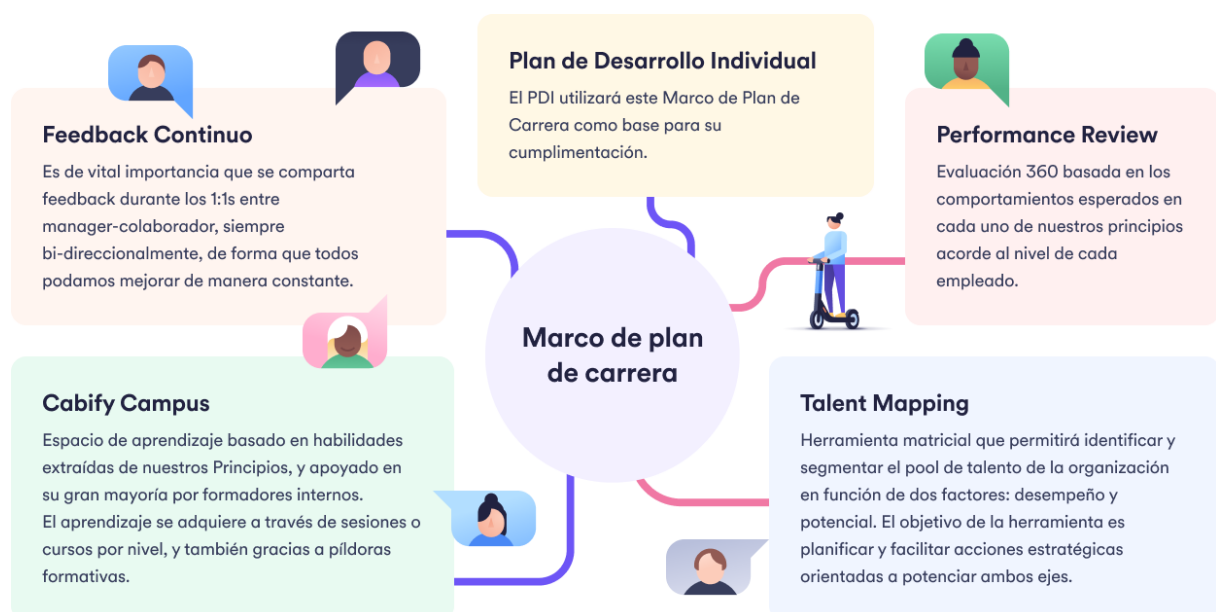 Feedback Continuo
Es de vital importancia que se comparta
feedback durante los 1:1s entre
manager-colaborador, siempre
bi-direccionalmente, de forma que todos
podamos mejorar de manera constante.
Plan de Desarrollo Individual
El PDI utilizará este Marco de Plan de
Carrera como base para su
cumplimentación.
Performance Review
Evaluación 360 basada en los
comportamientos esperados en
cada uno de nuestros principios
acorde al nivel de cada
empleado.
Marco de plan
de carrera
Cabify Campus
Espacio de aprendizaje basado en habilidades
extraídas de nuestros Principios, y apoyado en
su gran mayoría por formadores internos.
El aprendizaje se adquiere a través de sesiones o
cursos por nivel, y también gracias a píldoras
formativas.
Talent Mapping
Herramienta matricial que permitirá identificar y
segmentar el pool de talento de la organización
en función de dos factores: desempeño y
potencial. El objetivo de la herramienta es
planificar y facilitar acciones estratégicas
orientadas a potenciar ambos ejes.